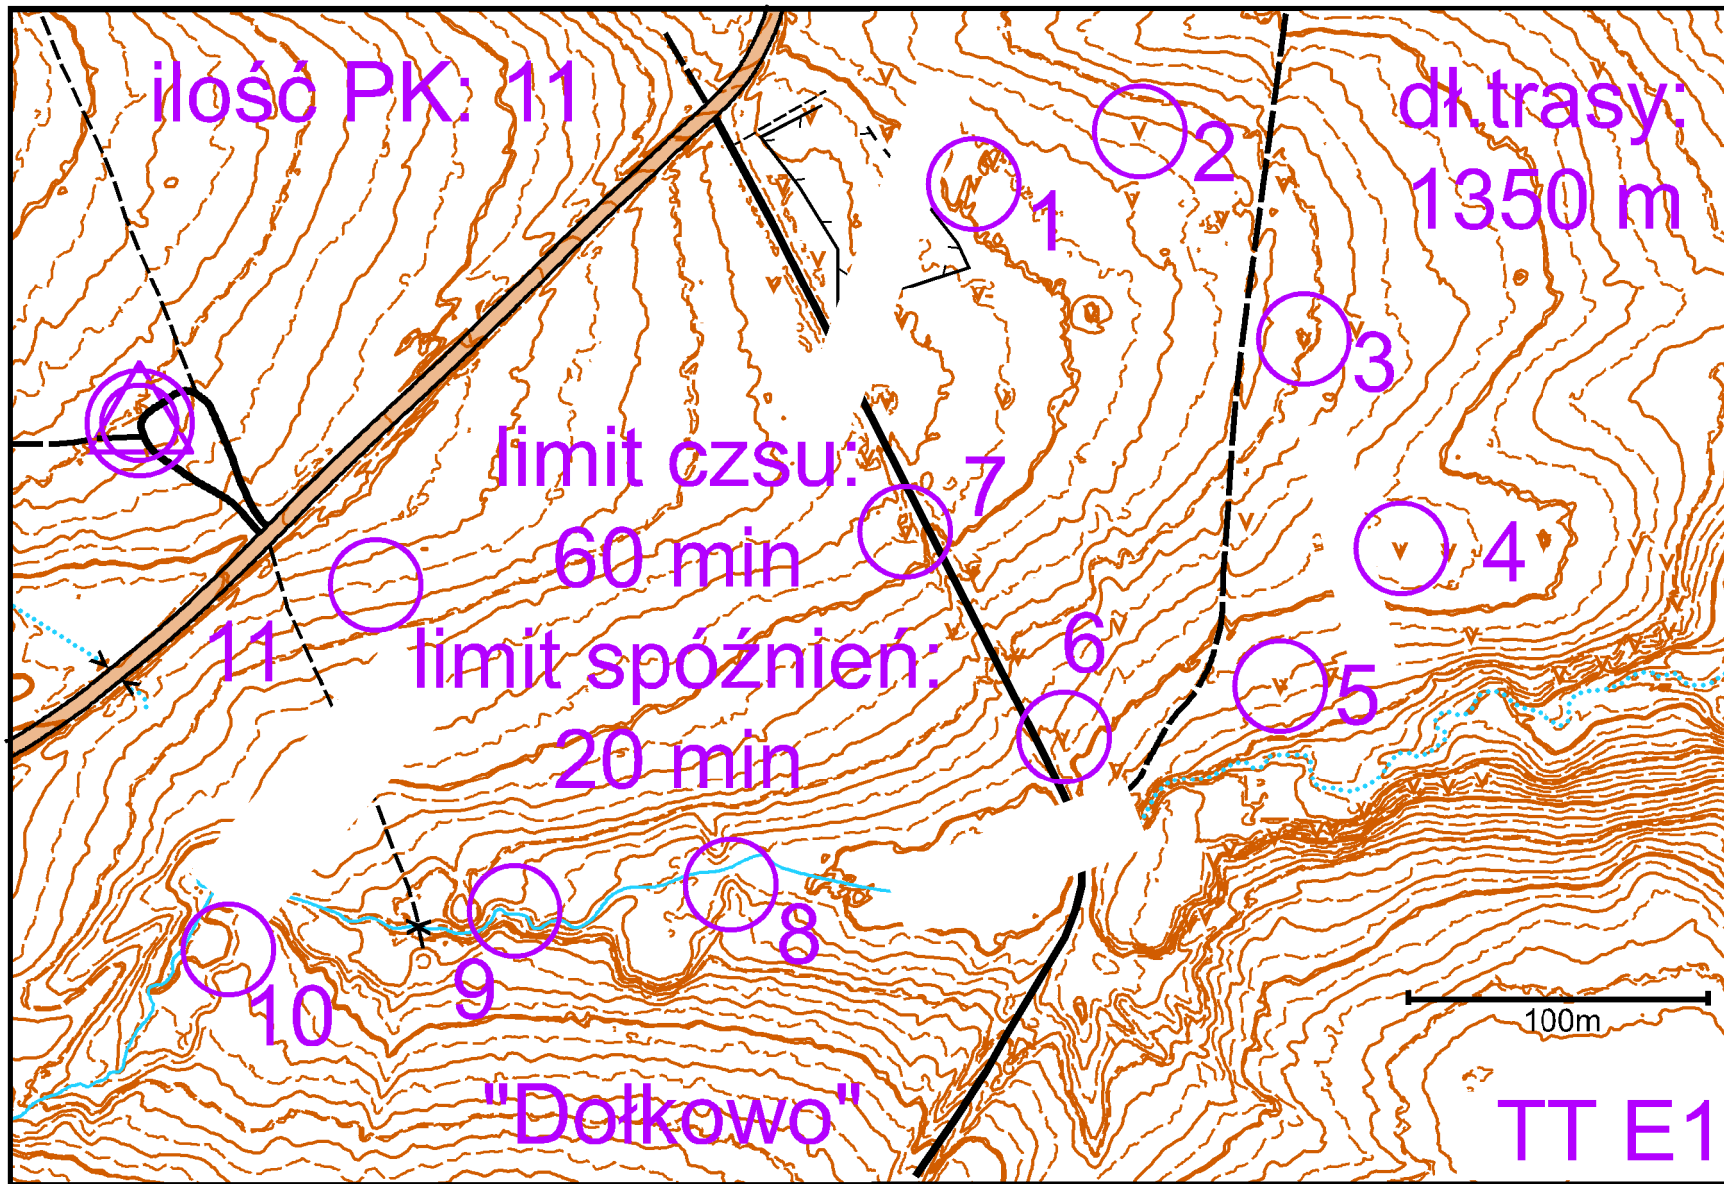 ilość PK: 11
dł.trasy:
1350 m
2
1
3
limit czsu:
7
60 min
4
11
limit spóźnień:
6
5
20 min
8
9
10
100m
"Dołkowo"
TT E1